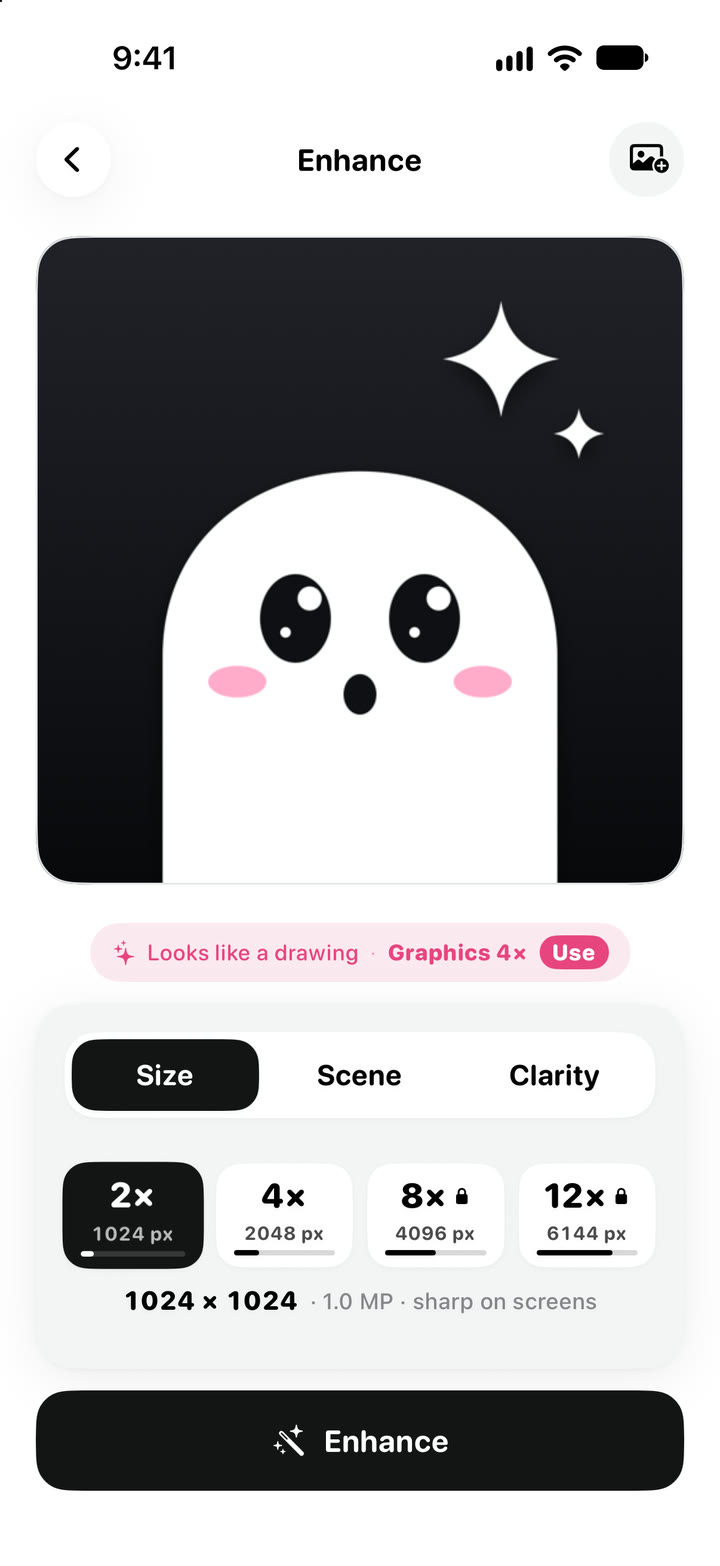 9:41
Enhance
Looks like a drawing · Graphics 4× Use
Size Scene Clarity
2× 4× 8× 12×
1024 px 2048 px 4096 px 6144 px
1024 × 1024 · 1.0 MP · sharp on screens
Enhance